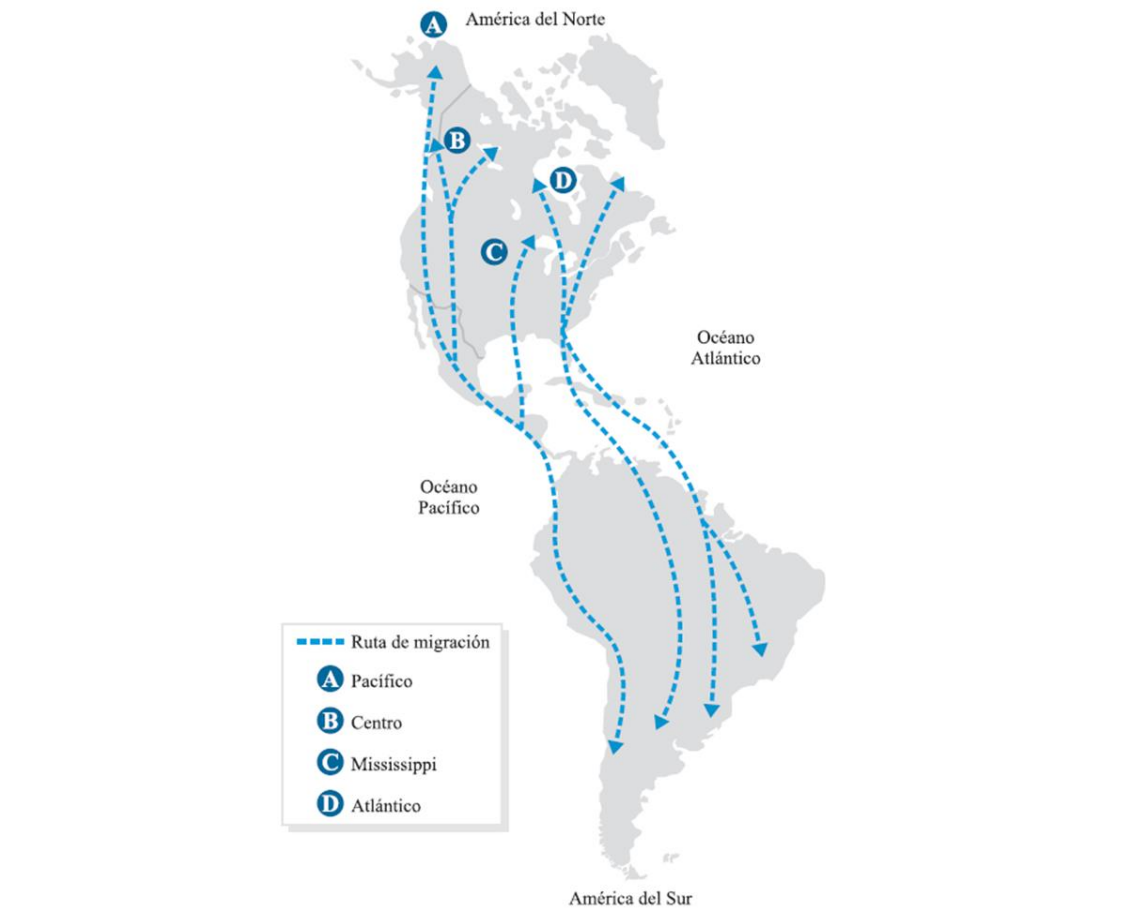 A América del Norte
B
D
C
Océano
Atlántico
Océano
Pacífico
Ruta de migración
A Pacífico
B Centro
C Mississippi
D Atlántico
América del Sur